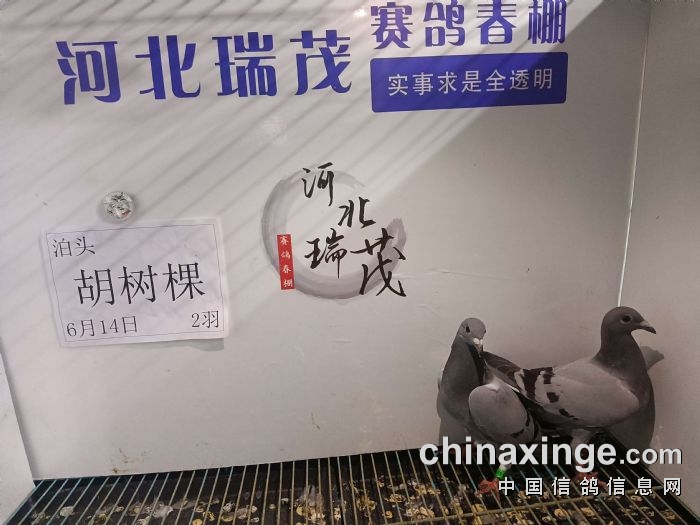 河北瑞茂
赛鸽春棚
实事求是全透明
河北瑞茂
赛鸽春棚
泊头
胡树棵
6月14日 2羽
chinaxinge.com
中国信鸽信息网